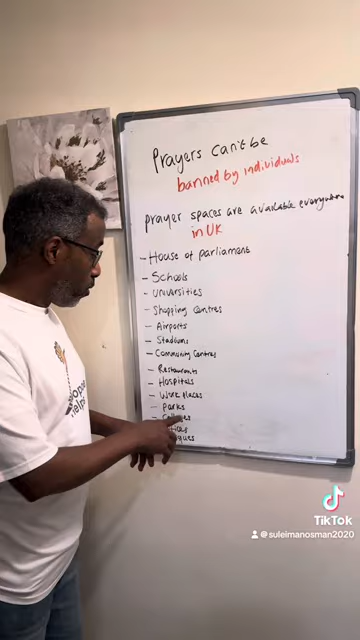 Prayers can't be
banned by individuals
prayer spaces are available everywhere
in UK
- House of parliament
- Schools
- Universities
- Shopping Centres
- Airports
- Stadiums
- Community Centres
- Restaurants
- Hospitals
- Work places
- Parks
TikTok
@suleimanosman2020